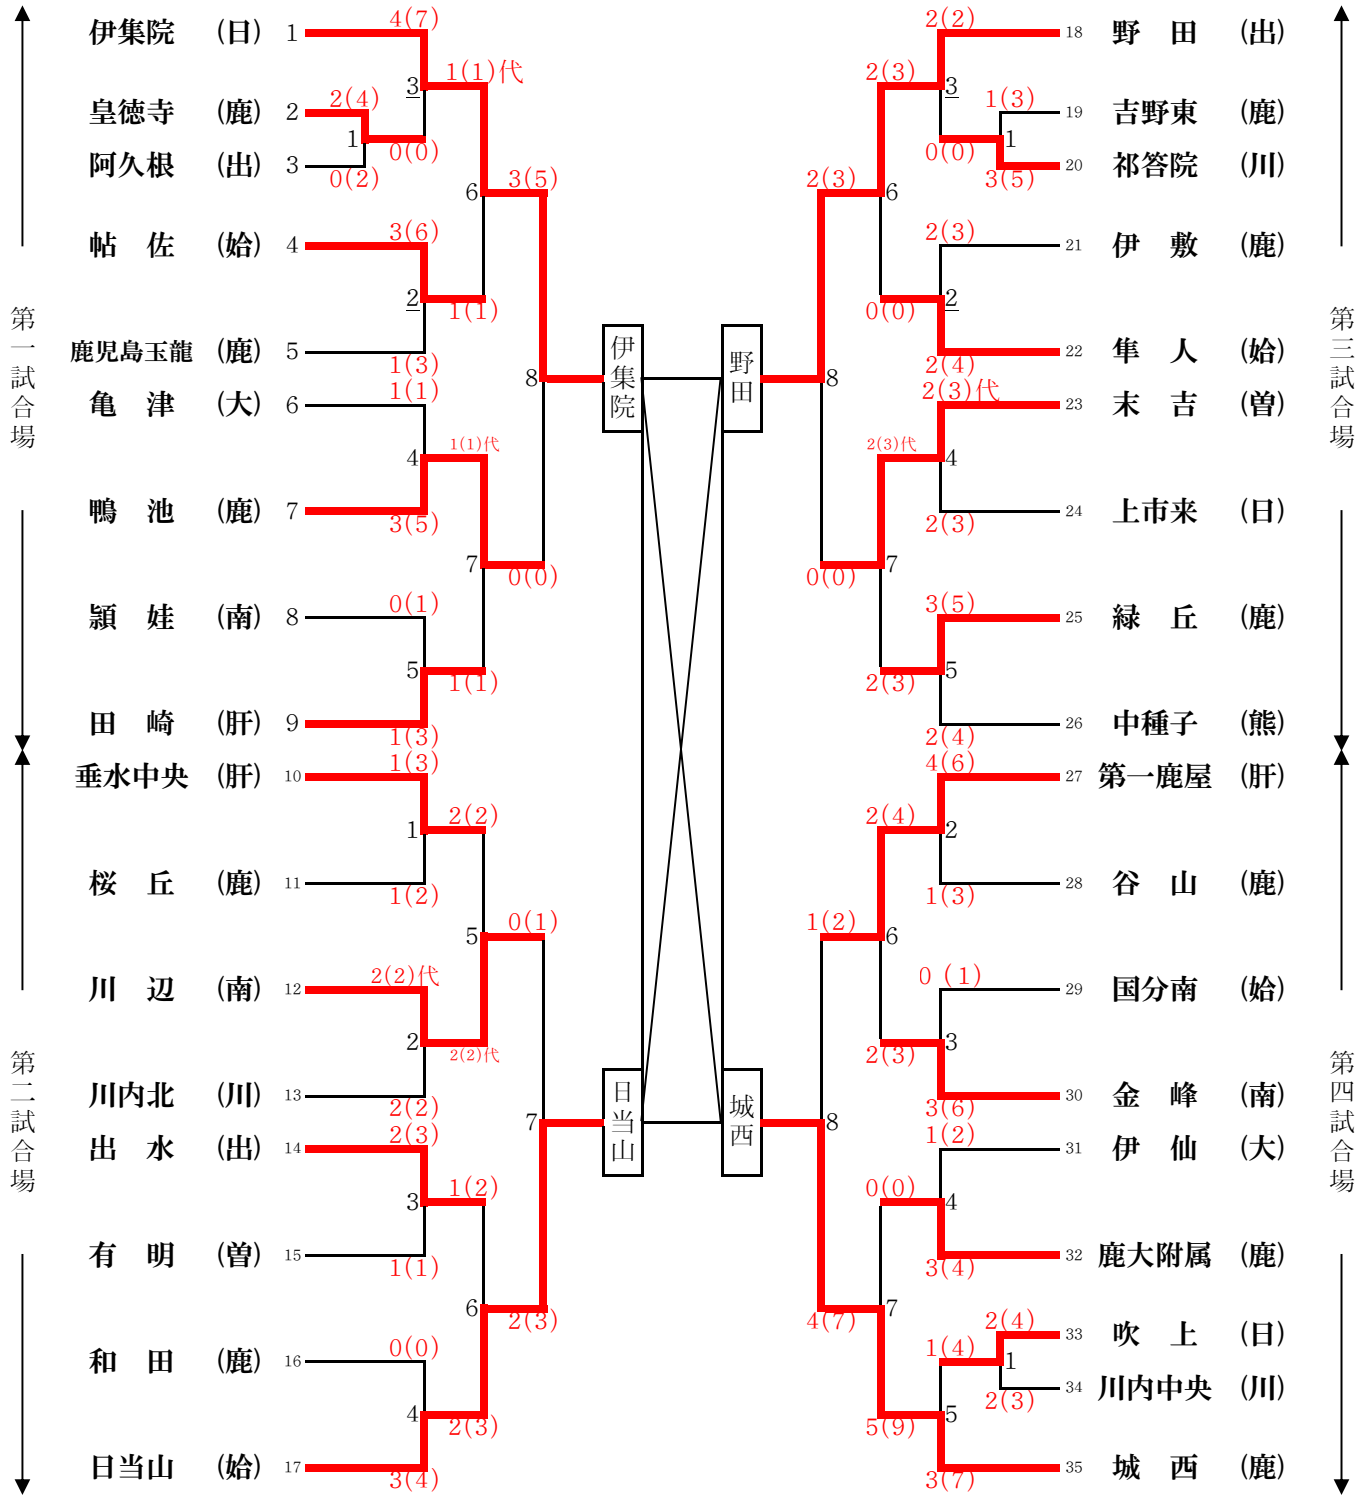 4(7)
伊集院 (日) 1
3
1(1)代
2(4)
皇徳寺 (鹿) 2
1
0(0)
阿久根 (出) 3
0(2)
6
3(5)
3(6)
帖 佐 (始) 4
2
1(1)
鹿児島玉龍 (鹿) 5
1(3)
8
第一試合場
1(1)
亀 津 (大) 6
4
1(1)代
鴨 池 (鹿) 7
3(5)
7
0(0)
0(1)
頴 娃 (南) 8
5
1(1)
田 崎 (肝) 9
1(3)
1(3)
垂水中央 (肝) 10
1
2(2)
桜 丘 (鹿) 11
1(2)
5
0(1)
2(2)代
川 辺 (南) 12
2
2(2)代
川内北 (川) 13
2(2)
第二試合場
7
2(3)
出 水 (出) 14
3
1(2)
有 明 (曽) 15
1(1)
6
2(3)
0(0)
和 田 (鹿) 16
4
2(3)
日当山 (始) 17
3(4)
伊集院
野田
日当山
城西
2(2)
18 野 田 (出)
2(3)
3
1(3)
19 吉野東 (鹿)
1
0(0)
20 祁答院 (川)
3(5)
2(3)
6
2(3)
21 伊 敷 (鹿)
2
0(0)
22 隼 人 (始)
2(4)
8
第三試合場
2(3)代
23 末 吉 (曽)
2(3)代
4
24 上市来 (日)
2(3)
7
0(0)
3(5)
25 緑 丘 (鹿)
5
2(3)
26 中種子 (熊)
2(4)
4(6)
27 第一鹿屋 (肝)
2(4)
2
28 谷 山 (鹿)
1(3)
1(2)
6
0 (1)
29 国分南 (始)
3
2(3)
30 金 峰 (南)
3(6)
第四試合場
8
1(2)
31 伊 仙 (大)
0(0)
4
32 鹿大附属 (鹿)
3(4)
7
4(7)
2(4)
33 吹 上 (日)
1(4)
1
34 川内中央 (川)
2(3)
5
5(9)
35 城 西 (鹿)
3(7)